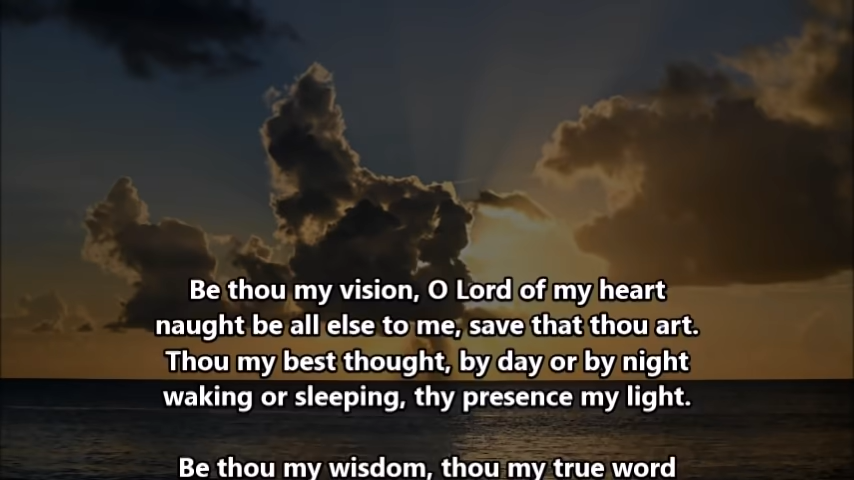 Be thou my vision, O Lord of my heart
naught be all else to me, save that thou art.
Thou my best thought, by day or by night
waking or sleeping, thy presence my light.
Be thou my wisdom, thou my true word